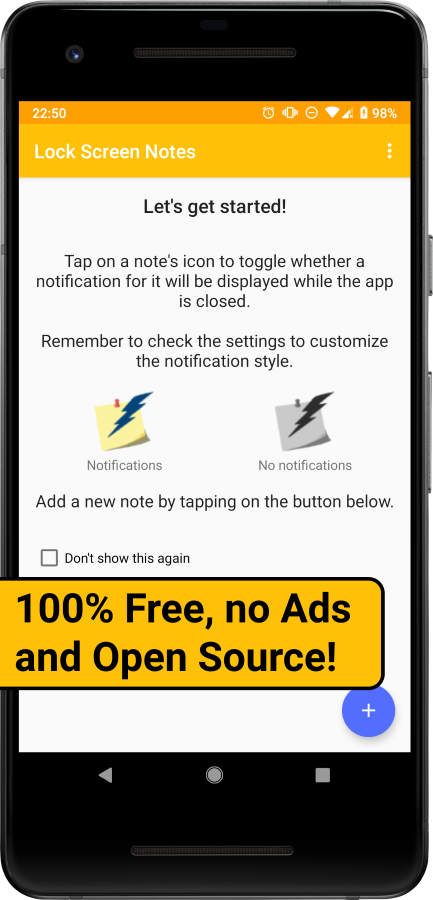 22:50
98%
Lock Screen Notes
Let's get started!
Tap on a note's icon to toggle whether a
notification for it will be displayed while the app
is closed.
Remember to check the settings to customize
the notification style.
Notifications
No notifications
Add a new note by tapping on the button below.
Don't show this again
100% Free, no Ads
and Open Source!